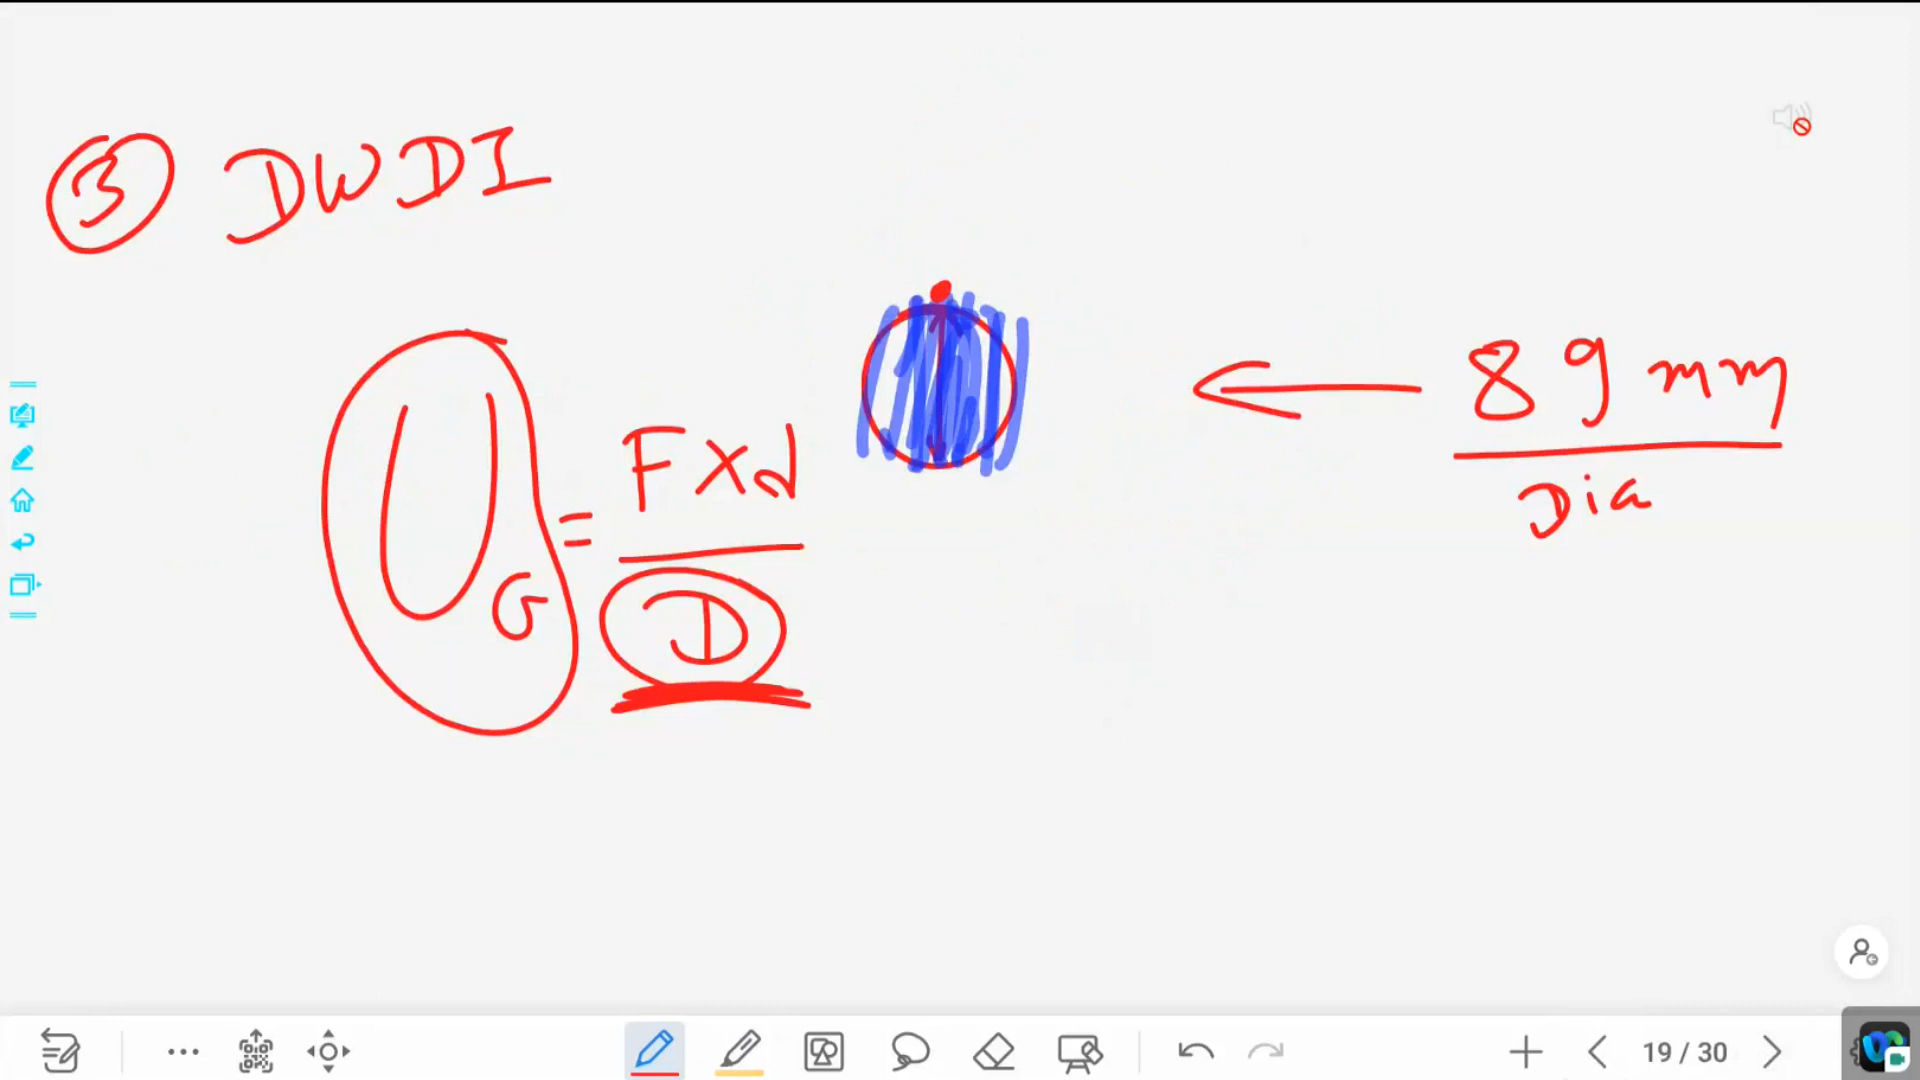 ③ DWDI
89 mm
Dia
U_G = F x d
D
19 / 30